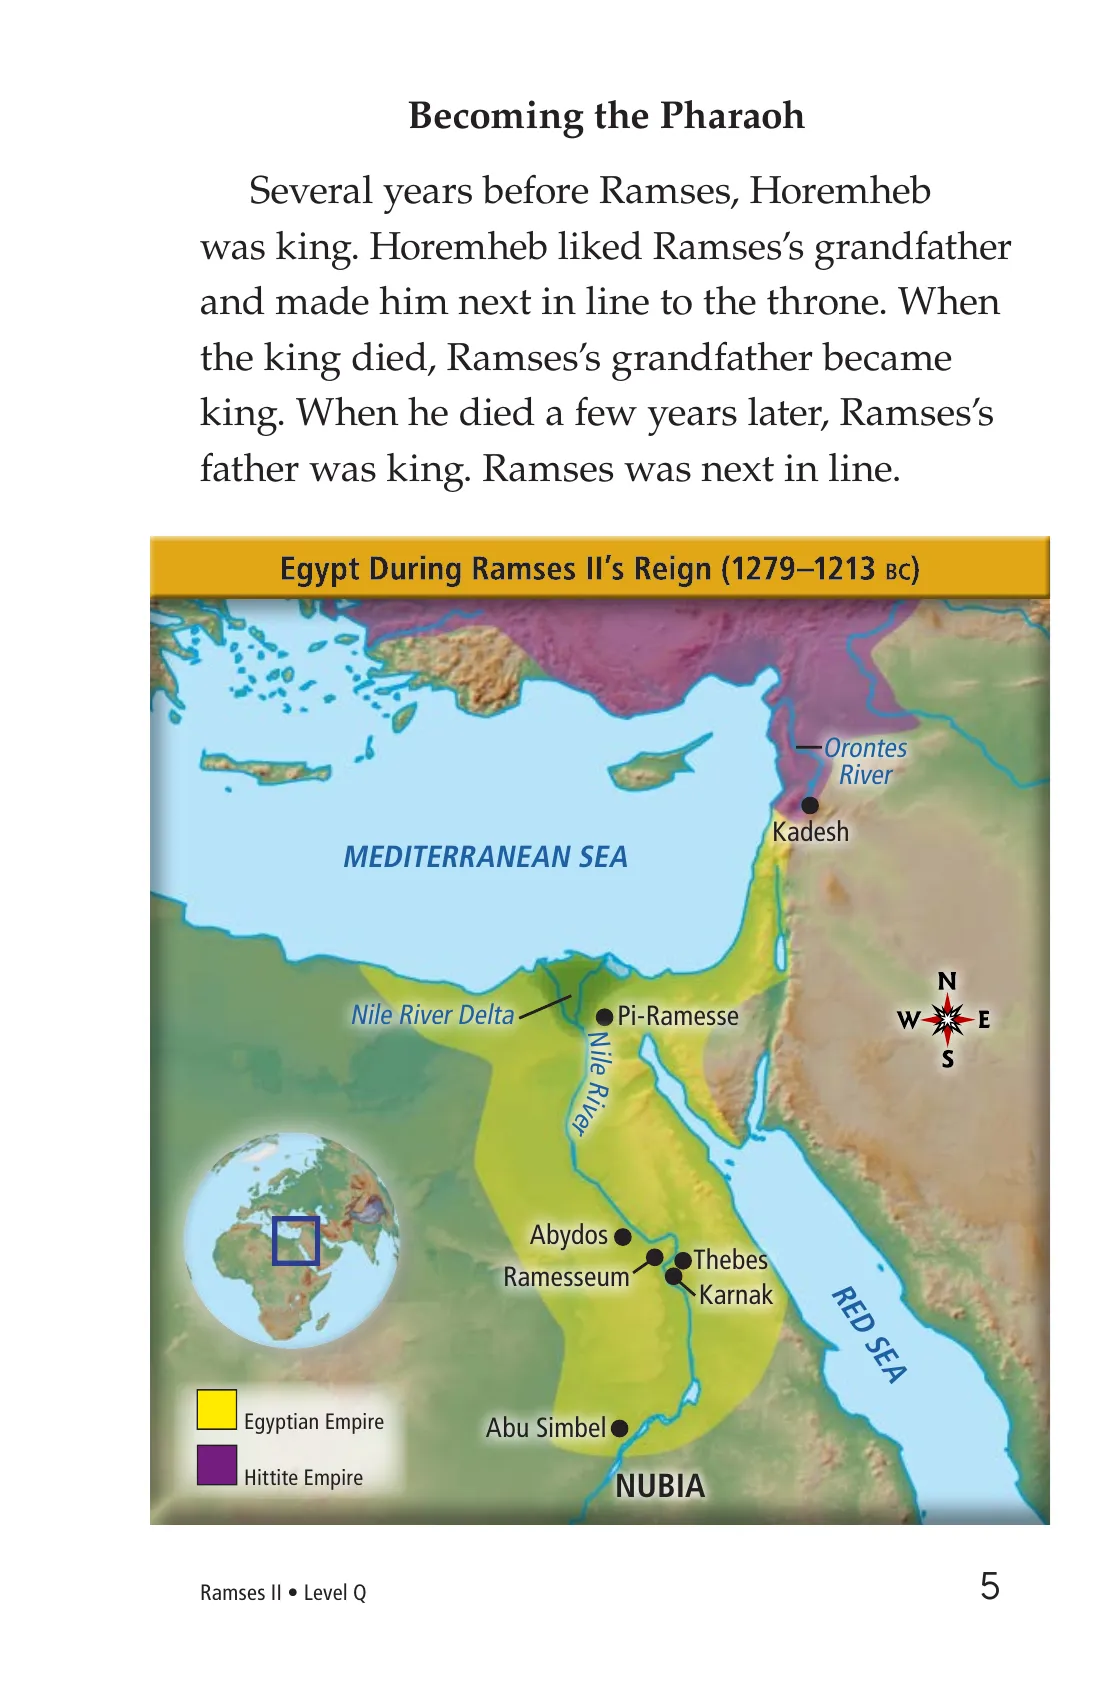 Becoming the Pharaoh
Several years before Ramses, Horemheb
was king. Horemheb liked Ramses’s grandfather
and made him next in line to the throne. When
the king died, Ramses’s grandfather became
king. When he died a few years later, Ramses’s
father was king. Ramses was next in line.
Egypt During Ramses II’s Reign (1279–1213 BC)
Orontes
River
Kadesh
MEDITERRANEAN SEA
N
W E
S
Nile River Delta
Pi-Ramesse
Nile River
Abydos
Thebes
Ramesseum
Karnak
RED SEA
Egyptian Empire
Abu Simbel
Hittite Empire
NUBIA
Ramses II • Level Q
5